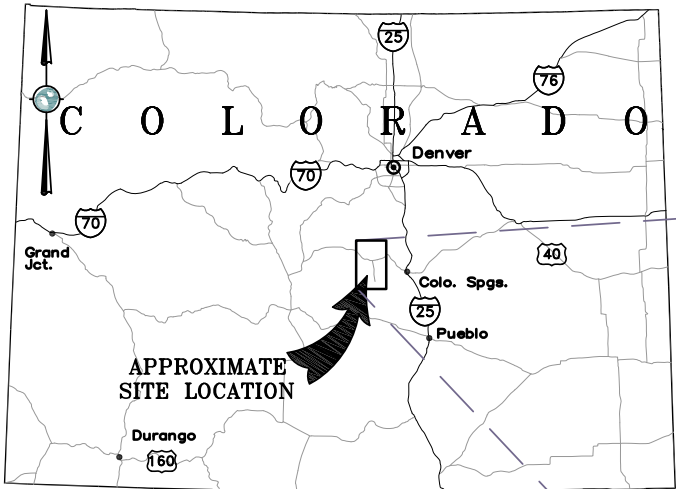 25
76
C O L O R A D O
Denver
70
70
Grand
Jct.
40
Colo. Spgs.
25
Pueblo
APPROXIMATE
SITE LOCATION
Durango
160